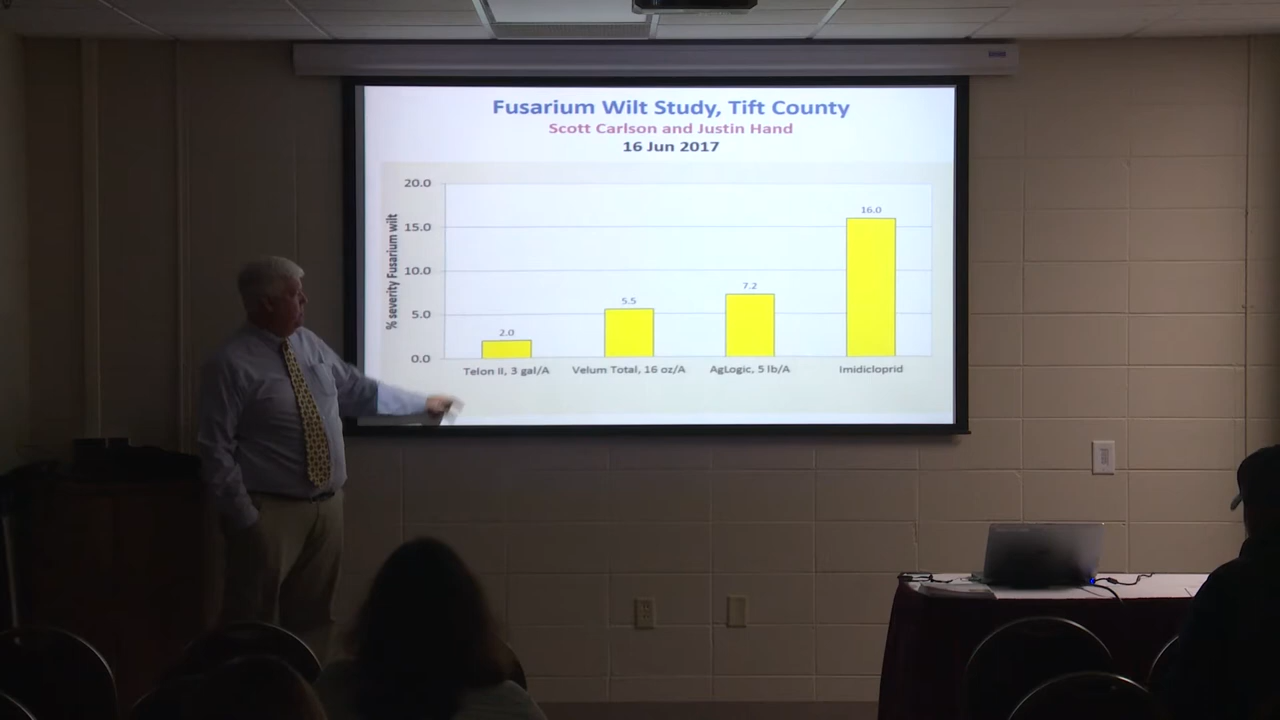 Fusarium Wilt Study, Tift County
Scott Carlson and Justin Hand
16 Jun 2017
% severity Fusarium wilt
20.0
15.0
10.0
5.0
0.0
2.0
5.5
7.2
16.0
Telon II, 3 gal/A
Velum Total, 16 oz/A
AgLogic, 5 lb/A
Imidicloprid